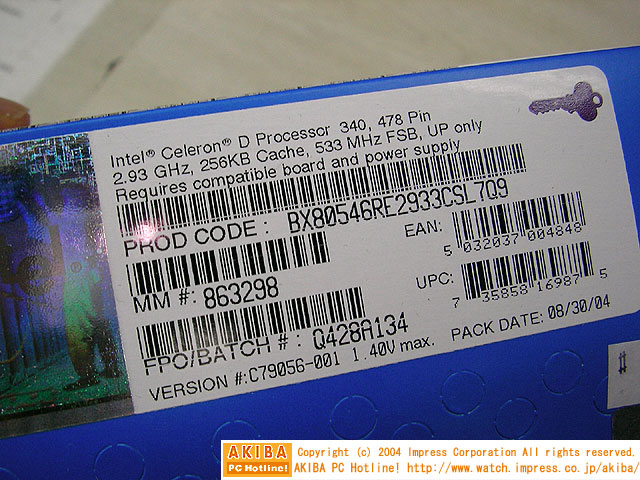 Intel® Celeron® D Processor 340, 478 Pin
2.93 GHz, 256KB Cache, 533 MHz FSB, UP only
Requires compatible board and power supply
PROD CODE : BX80546RE2933CSL7Q9
EAN:
5 032037 004848
MM #: 863298
UPC:
7 35858 16987 5
FPO/BATCH # : Q428A134
PACK DATE: 08/30/04
VERSION #:C79056-001 1.40V max.
AKIBA
PC Hotline!
Copyright (c) 2004 Impress Corporation All rights reserved.
AKIBA PC Hotline! http://www.watch.impress.co.jp/akiba/